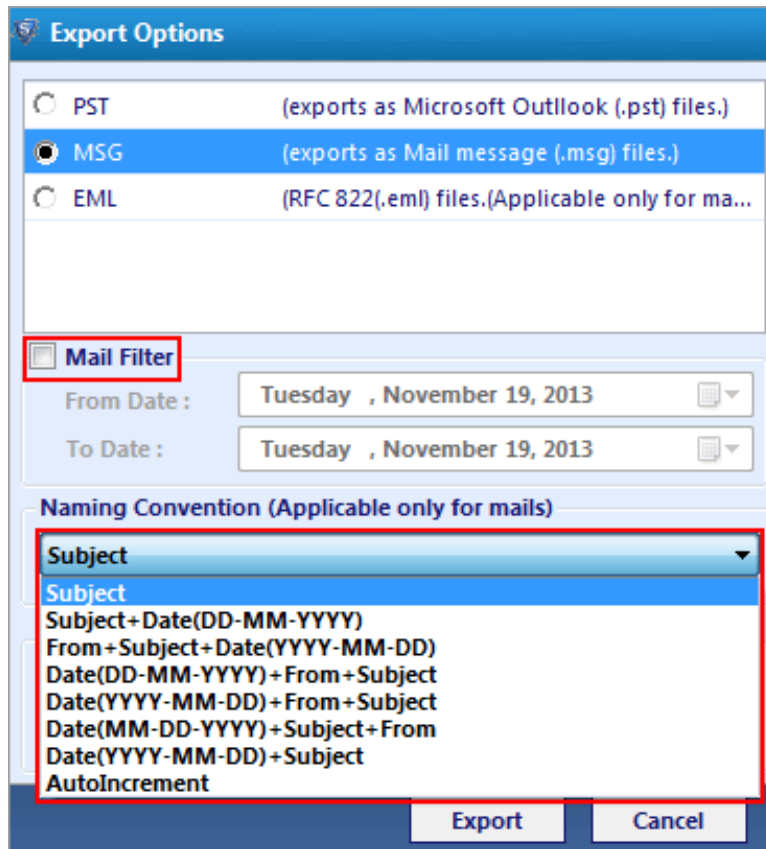 Export Options
PST (exports as Microsoft Outllook (.pst) files.)
MSG (exports as Mail message (.msg) files.)
EML (RFC 822(.eml) files.(Applicable only for ma...
Mail Filter
From Date : Tuesday , November 19, 2013
To Date : Tuesday , November 19, 2013
Naming Convention (Applicable only for mails)
Subject
Subject
Subject+Date(DD-MM-YYYY)
From+Subject+Date(YYYY-MM-DD)
Date(DD-MM-YYYY)+From+Subject
Date(YYYY-MM-DD)+From+Subject
Date(MM-DD-YYYY)+Subject+From
Date(YYYY-MM-DD)+Subject
AutoIncrement
Export Cancel